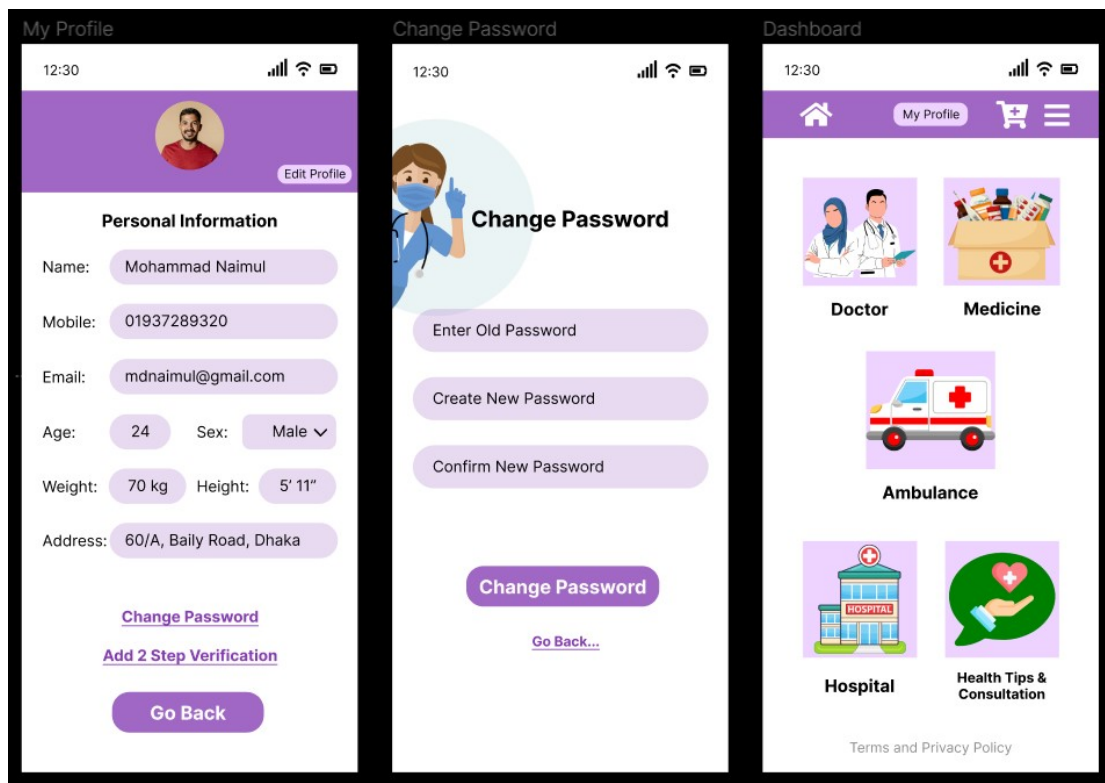 My Profile
12:30
Edit Profile
Personal Information
Name: Mohammad Naimul
Mobile: 01937289320
Email: mdnaimul@gmail.com
Age: 24 Sex: Male
Weight: 70 kg Height: 5’ 11”
Address: 60/A, Baily Road, Dhaka
Change Password
Add 2 Step Verification
Go Back
Change Password
12:30
Change Password
Enter Old Password
Create New Password
Confirm New Password
Change Password
Go Back...
Dashboard
12:30
My Profile
Doctor
Medicine
Ambulance
HOSPITAL
Hospital
Health Tips &
Consultation
Terms and Privacy Policy